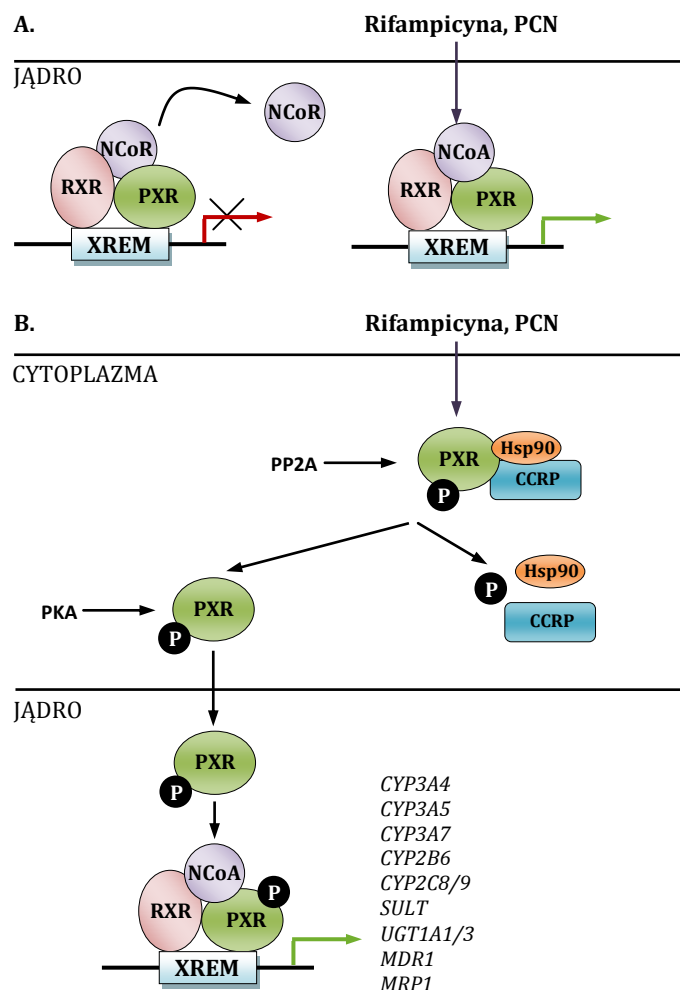 A.
Rifampicyna, PCN
JĄDRO
NCoR
NCoR
RXR
PXR
XREM
NCoA
RXR
PXR
XREM
B.
Rifampicyna, PCN
CYTOPLAZMA
PP2A
PXR
Hsp90
CCRP
P
PKA
PXR
P
P
Hsp90
CCRP
JĄDRO
PXR
P
NCoA
P
RXR
PXR
XREM
CYP3A4
CYP3A5
CYP3A7
CYP2B6
CYP2C8/9
SULT
UGT1A1/3
MDR1
MRP1